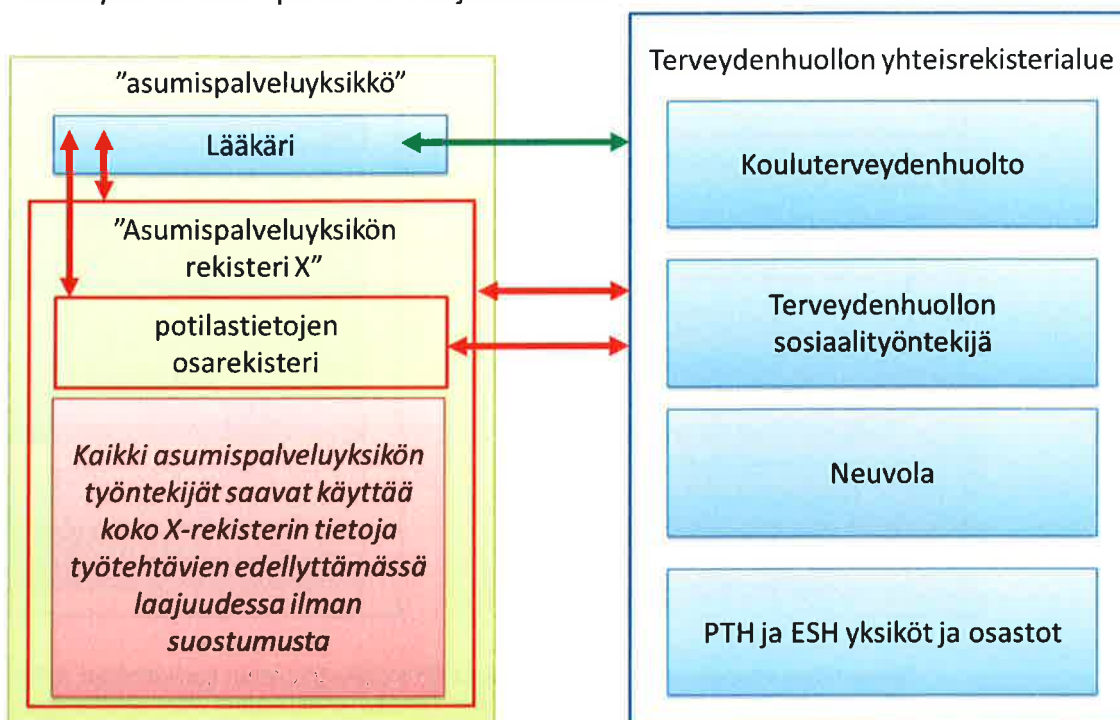 "asumispalveluyksikkö"
Lääkäri
"Asumispalveluyksikön
rekisteri X"
potilastietojen
osarekisteri
Kaikki asumispalveluyksikön
työntekijät saavat käyttää
koko X-rekisterin tietoja
työtehtävien edellyttämässä
laajuudessa ilman
suostumusta
Terveydenhuollon yhteisrekisterialue
Kouluterveydenhuolto
Terveydenhuollon
sosiaalityöntekijä
Neuvola
PTH ja ESH yksiköt ja osastot